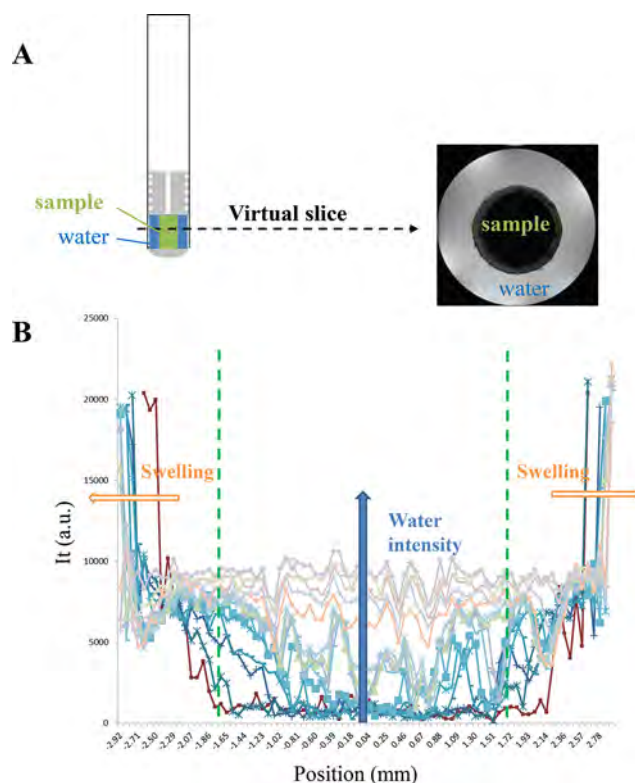 A
sample
water
Virtual slice
sample
water
B
25000
20000
15000
10000
5000
0
It (a.u.)
Swelling
Swelling
Water
intensity
-2.92
-2.71
-2.50
-2.29
-2.07
-1.86
-1.65
-1.44
-1.23
-1.02
-0.81
-0.60
-0.39
-0.18
0.04
0.25
0.46
0.67
0.88
1.09
1.30
1.51
1.72
1.93
2.14
2.36
2.57
2.78
Position (mm)